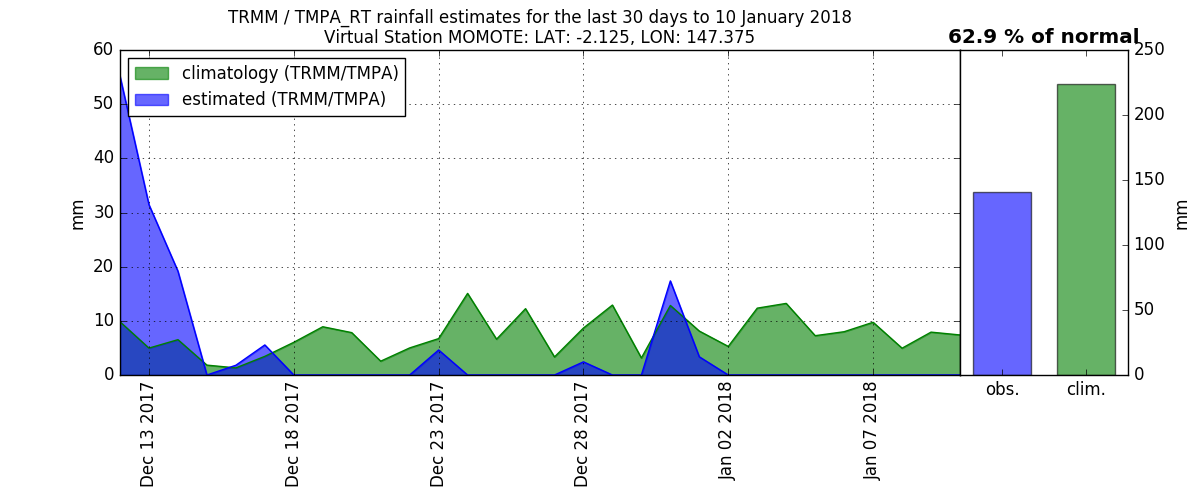 TRMM / TMPA_RT rainfall estimates for the last 30 days to 10 January 2018
Virtual Station MOMOTE: LAT: -2.125, LON: 147.375
62.9 % of normal
climatology (TRMM/TMPA)
estimated (TRMM/TMPA)
mm
60
50
40
30
20
10
0
Dec 13 2017
Dec 18 2017
Dec 23 2017
Dec 28 2017
Jan 02 2018
Jan 07 2018
250
200
150
100
50
0
mm
obs.
clim.